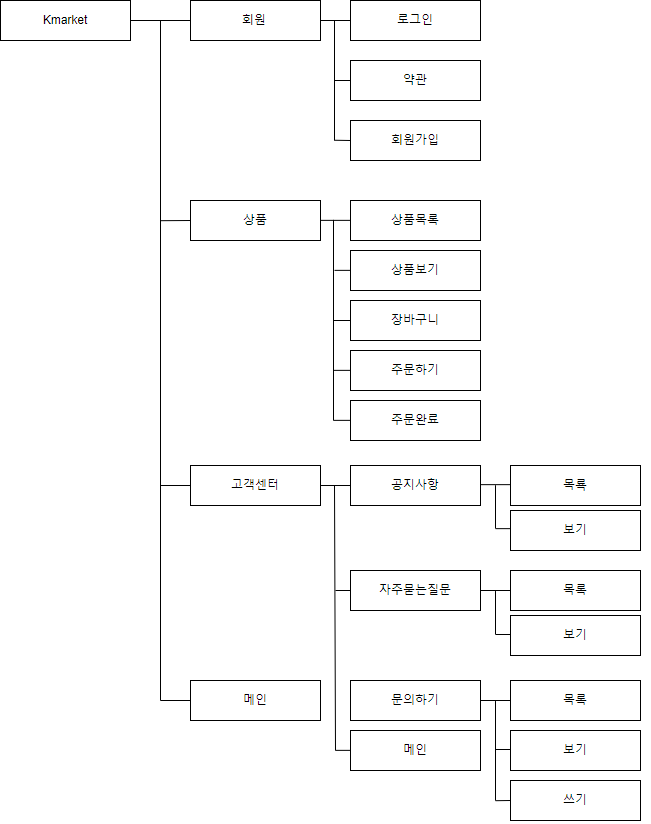 Kmarket
회원
로그인
약관
회원가입
상품
상품목록
상품보기
장바구니
주문하기
주문완료
고객센터
공지사항
목록
보기
자주묻는질문
목록
보기
메인
문의하기
목록
메인
보기
쓰기